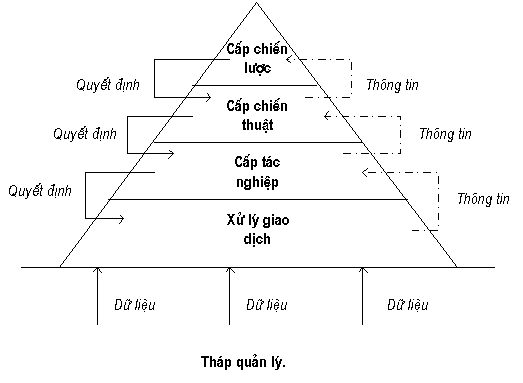 Cấp chiến
lược
Quyết định
Thông tin
Cấp chiến
thuật
Quyết định
Thông tin
Cấp tác
nghiệp
Quyết định
Thông tin
Xử lý giao
dịch
Dữ liệu
Dữ liệu
Dữ liệu
Tháp quản lý.